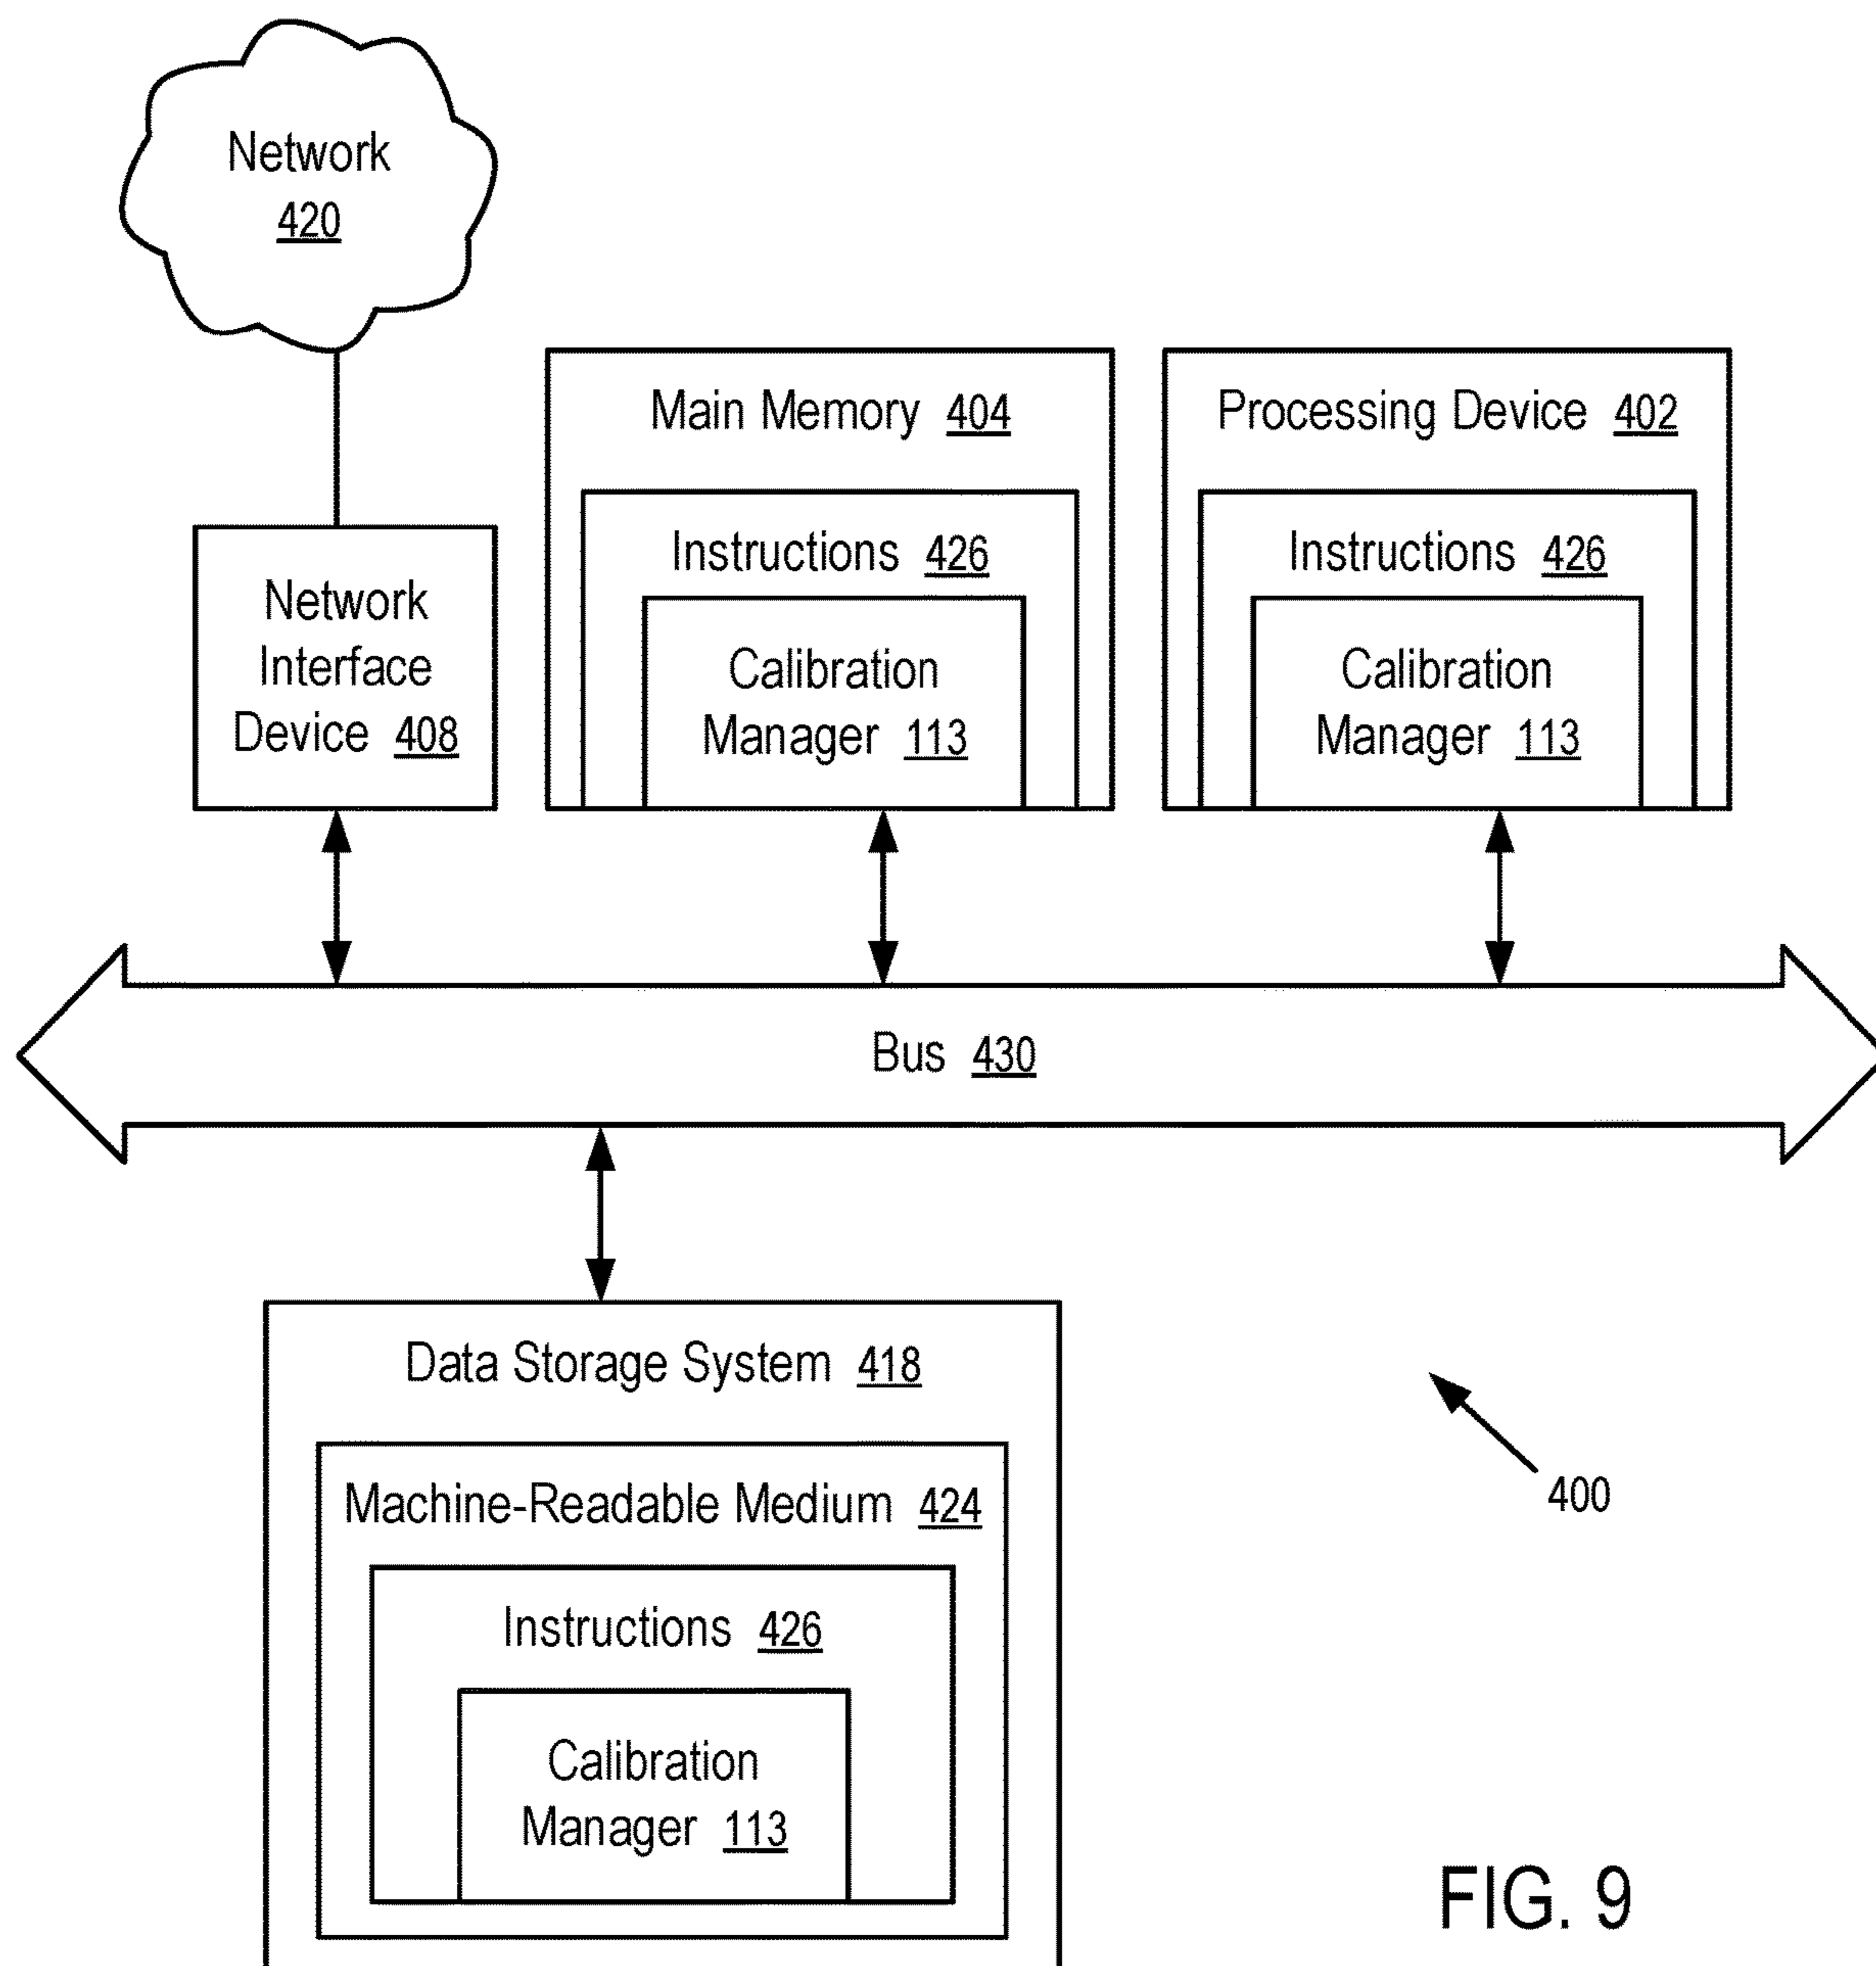 Network
420
Main Memory 404
Processing Device 402
Instructions 426
Instructions 426
Network
Interface
Device 408
Calibration
Manager 113
Calibration
Manager 113
Bus 430
Data Storage System 418
Machine-Readable Medium 424
400
Instructions 426
Calibration
Manager 113
FIG. 9